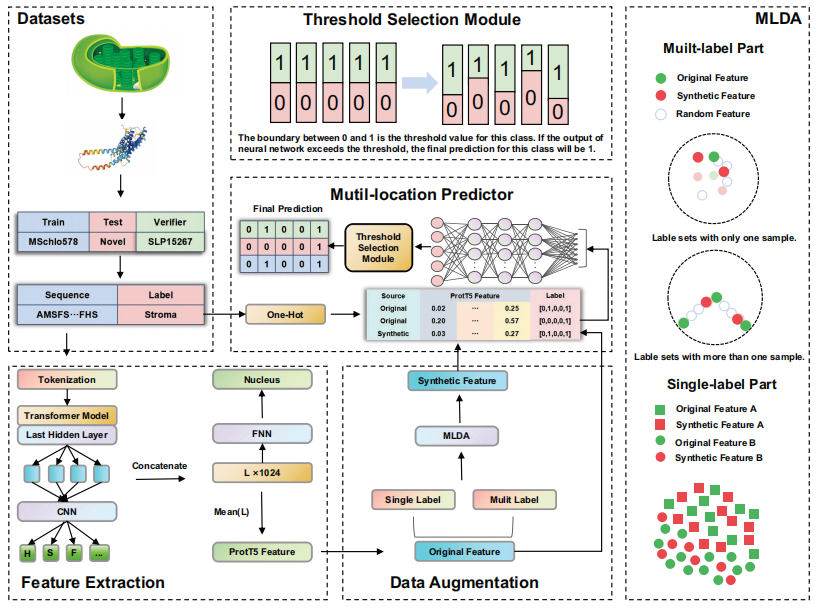 Datasets
Train Test Verifier
MSchlo578 Novel SLP15267
Sequence Label
AMSFS···FHS Stroma
Threshold Selection Module
1 1 1 1 1
0 0 0 0 0
1 1 1 1 1
0 0 0 0 0
The boundary between 0 and 1 is the threshold value for this class. If the output of
neural network exceeds the threshold, the final prediction for this class will be 1.
Mutil-location Predictor
Final Prediction
0 1 0 0 1
0 0 0 0 1
0 1 0 0 1
Threshold
Selection
Module
One-Hot
Source ProtT5 Feature Label
Original 0.02 ··· 0.25 [0,1,0,0,1]
Original 0.20 ··· 0.57 [0,0,0,0,1]
Synthetic 0.03 ··· 0.27 [0,1,0,0,1]
Tokenization
Transformer Model
Last Hidden Layer
CNN
H S F ...
Concatenate
Nucleus
FNN
L ×1024
Mean(L)
ProtT5 Feature
Feature Extraction
Synthetic Feature
MLDA
Single Label Mulit Label
Original Feature
Data Augmentation
MLDA
Muilt-label Part
Original Feature
Synthetic Feature
Random Feature
Lable sets with only one sample.
Lable sets with more than one sample.
Single-label Part
Original Feature A
Synthetic Feature A
Original Feature B
Synthetic Feature B